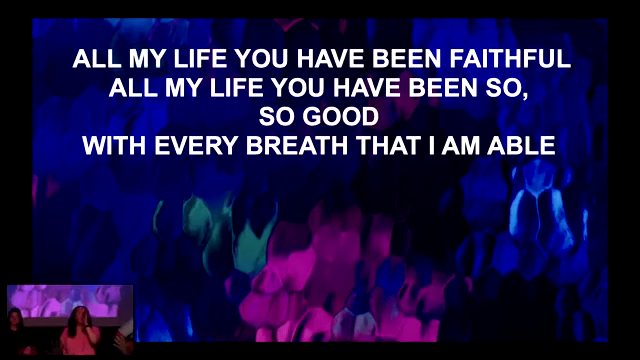 ALL MY LIFE YOU HAVE BEEN FAITHFUL
ALL MY LIFE YOU HAVE BEEN SO,
SO GOOD
WITH EVERY BREATH THAT I AM ABLE